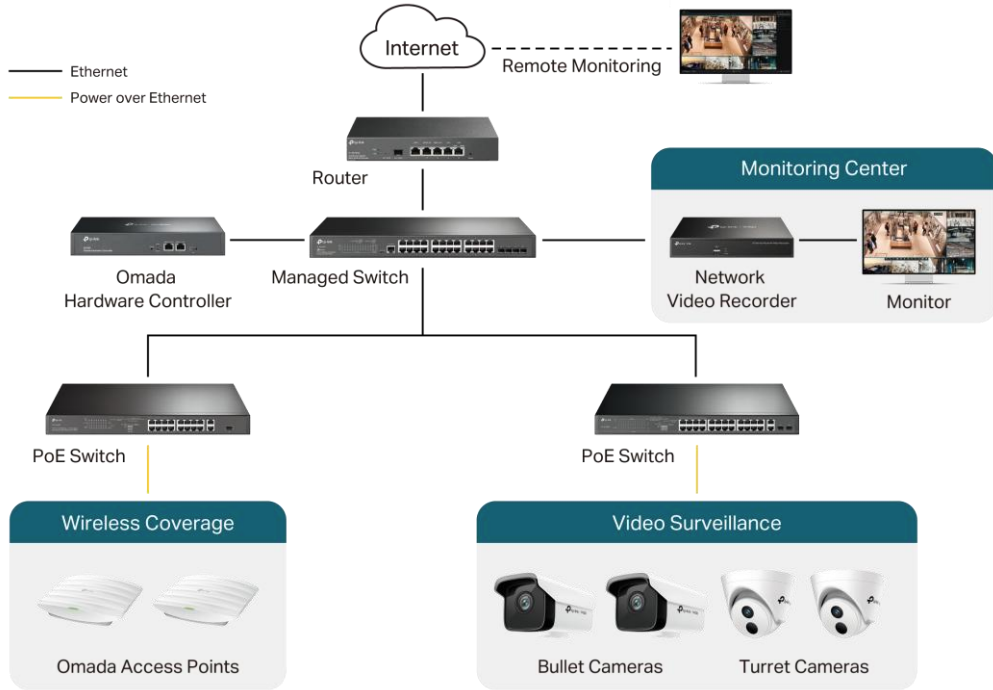 Internet
Remote Monitoring
Ethernet
Power over Ethernet
Router
Monitoring Center
Omada
Hardware Controller
Managed Switch
Network
Video Recorder
Monitor
PoE Switch
PoE Switch
Wireless Coverage
Video Surveillance
Omada Access Points
Bullet Cameras
Turret Cameras